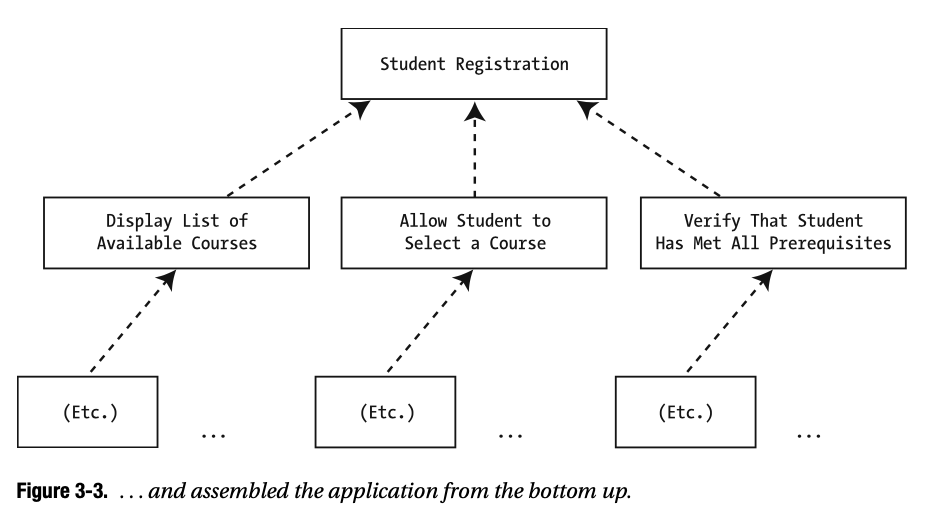 Student Registration
Display List of
Available Courses
Allow Student to
Select a Course
Verify That Student
Has Met All Prerequisites
(Etc.)
...
(Etc.)
...
(Etc.)
...
Figure 3-3. ...and assembled the application from the bottom up.